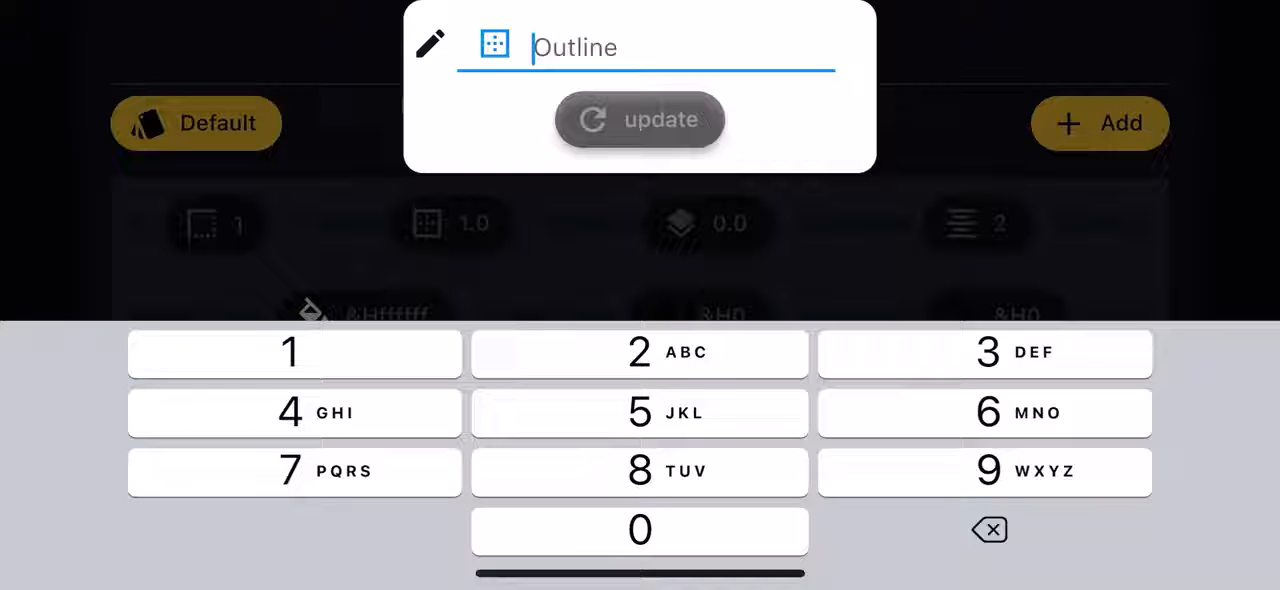 Outline
update
Default
Add
1
1.0
0.0
2
&Hffffff
&H0
&H0
1
2 ABC
3 DEF
4 GHI
5 JKL
6 MNO
7 PQRS
8 TUV
9 WXYZ
0